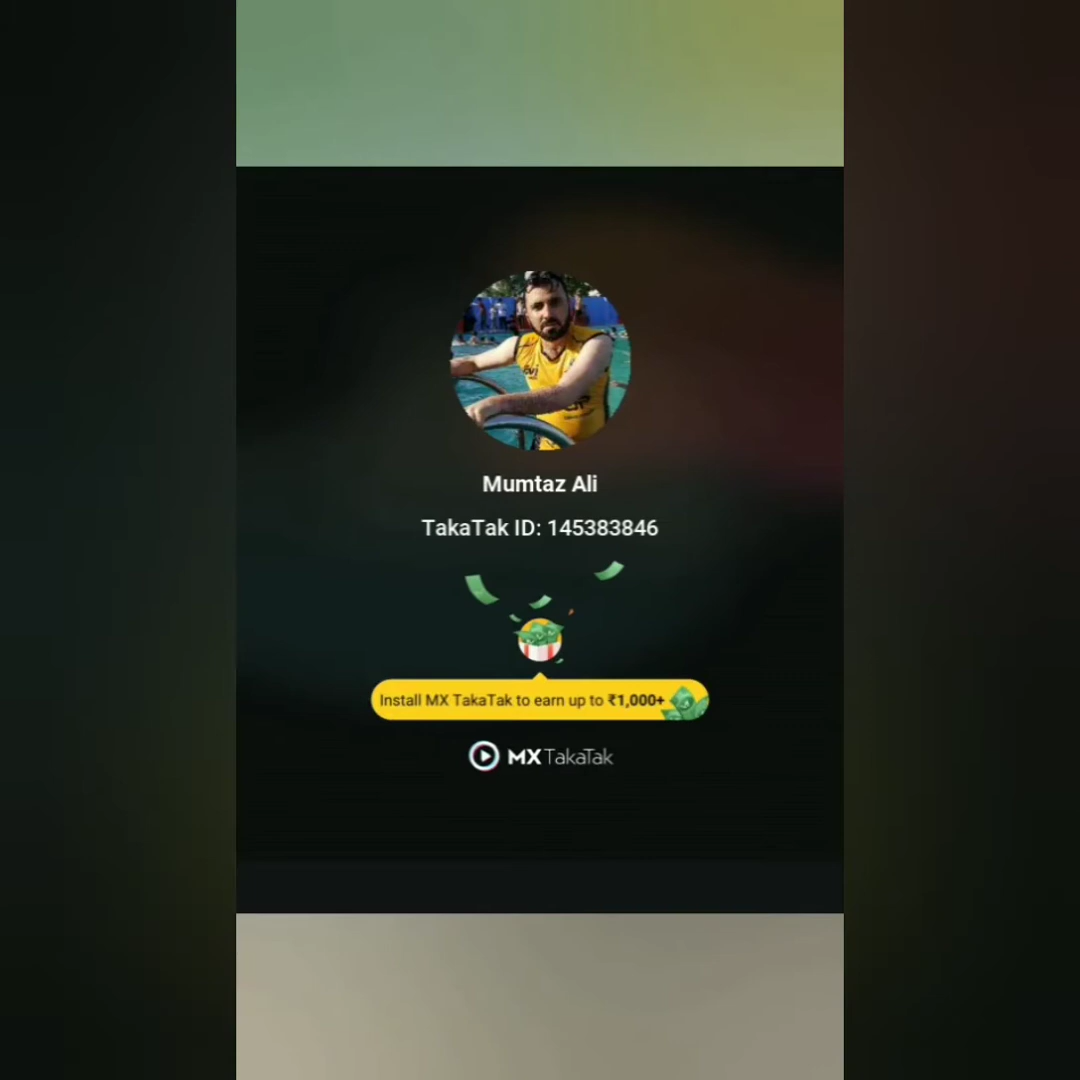 Mumtaz Ali
TakaTak ID: 145383846
Install MX TakaTak to earn up to ₹1,000+
MX TakaTak